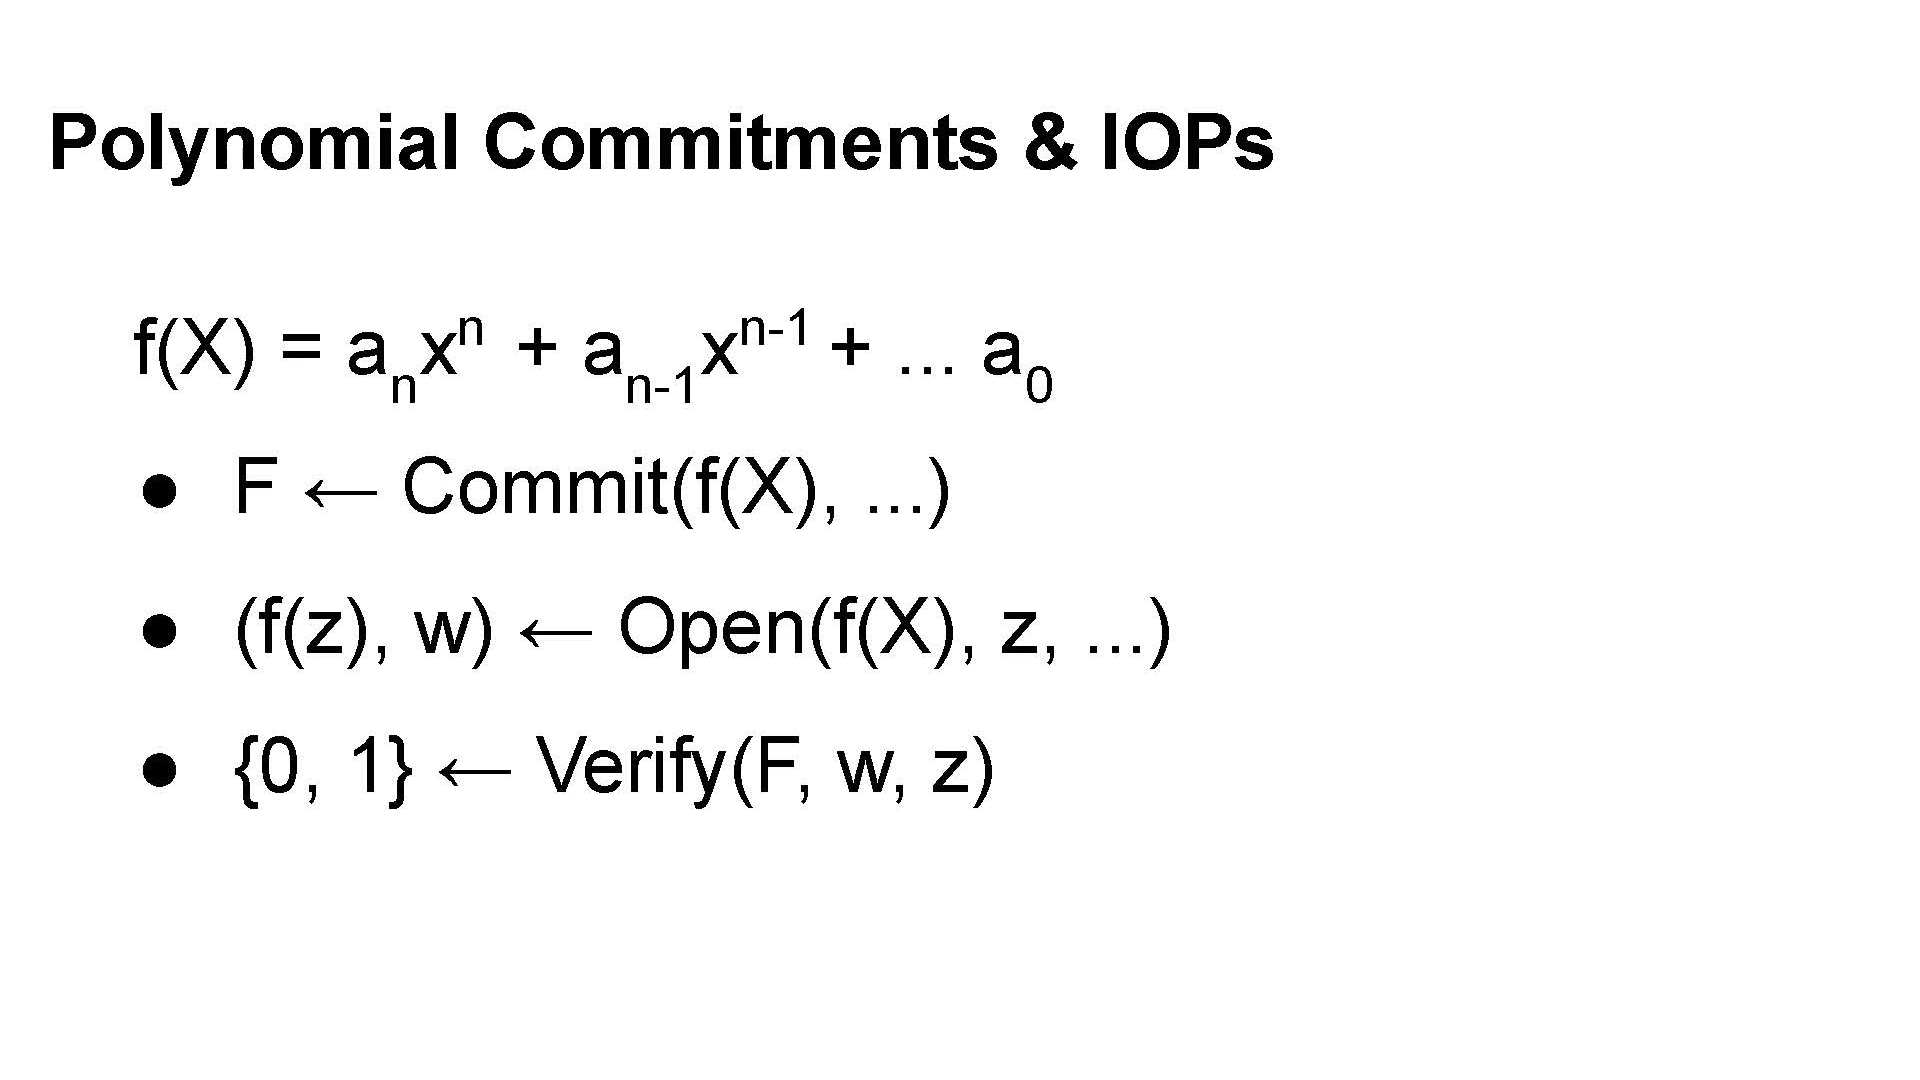 Polynomial Commitments & IOPs
f(X) = aₙxⁿ + aₙ₋₁xⁿ⁻¹ + ... a₀
● F ← Commit(f(X), ...)
● (f(z), w) ← Open(f(X), z, ...)
● {0, 1} ← Verify(F, w, z)